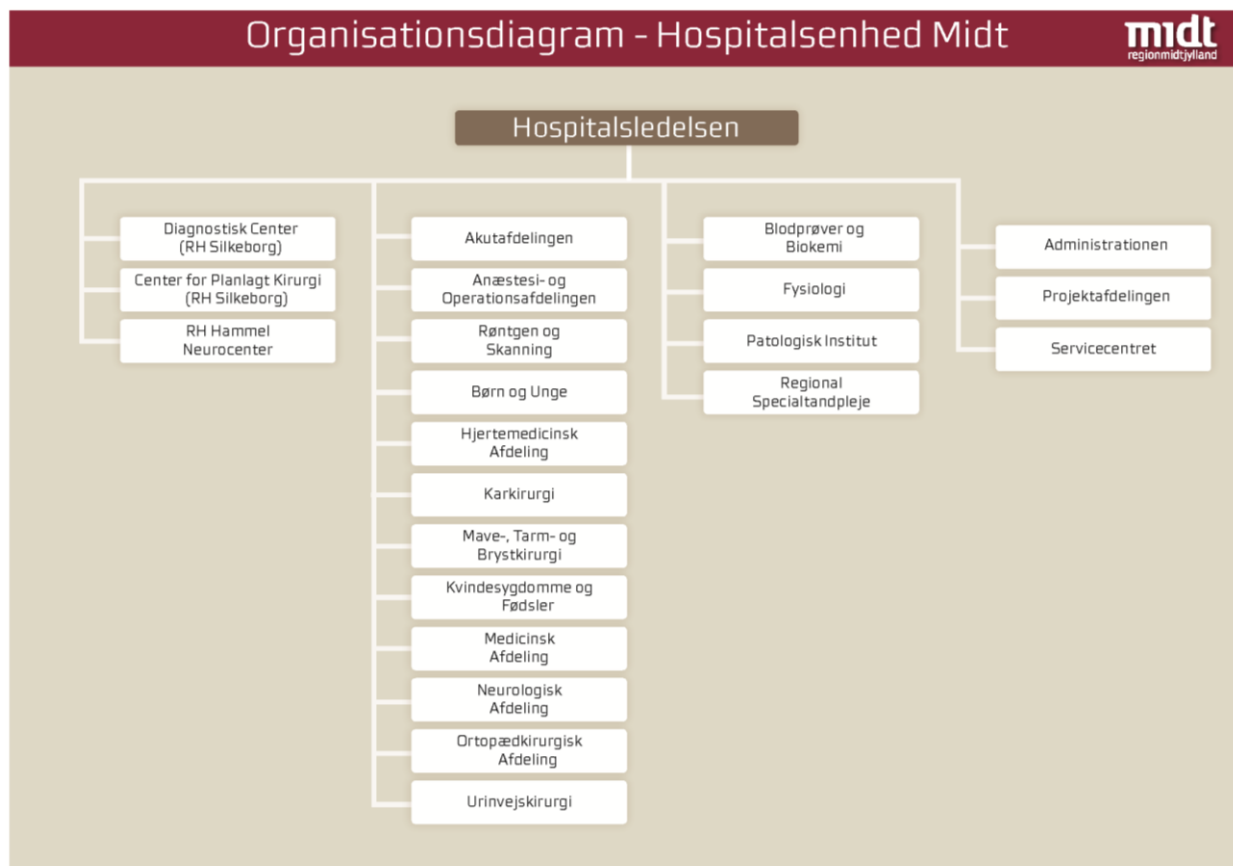 Organisationsdiagram - Hospitalsenhed Midt
midt
regionmidtjylland
Hospitalsledelsen
Diagnostisk Center
(RH Silkeborg)
Center for Planlagt Kirurgi
(RH Silkeborg)
RH Hammel
Neurocenter
Akutafdelingen
Anæstesi- og
Operationsafdelingen
Røntgen og
Skanning
Børn og Unge
Hjertemedicinsk
Afdeling
Karkirurgi
Mave-, Tarm- og
Brystkirurgi
Kvindesygdomme og
Fødsler
Medicinsk
Afdeling
Neurologisk
Afdeling
Ortopædkirurgisk
Afdeling
Urinvejskirurgi
Blodprøver og
Biokemi
Fysiologi
Patologisk Institut
Regional
Specialtandpleje
Administrationen
Projektafdelingen
Servicecentret